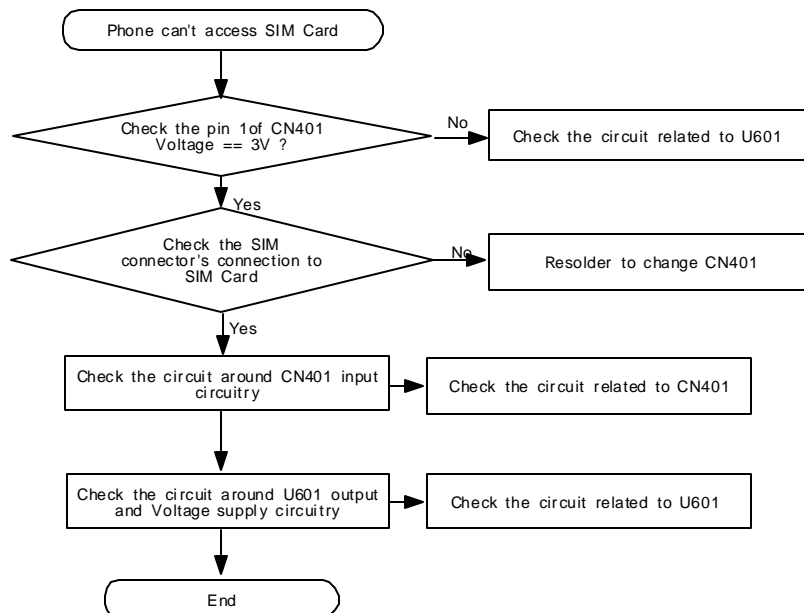 Phone can't access SIM Card
Check the pin 1of CN401
Voltage == 3V ?
No
Check the circuit related to U601
Yes
Check the SIM
connector's connection to
SIM Card
No
Resolder to change CN401
Yes
Check the circuit around CN401 input
circuitry
Check the circuit related to CN401
Check the circuit around U601 output
and Voltage supply circuitry
Check the circuit related to U601
End